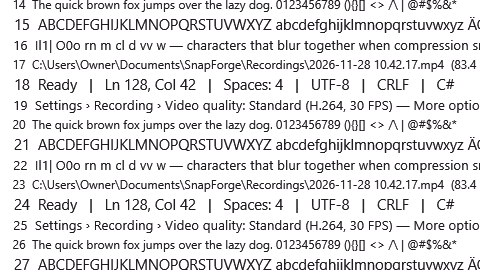 14 The quick brown fox jumps over the lazy dog. 0123456789 (){}[] <> /\ | @#$%&*
15 ABCDEFGHIJKLMNOPQRSTUVWXYZ abcdefghijklmnopqrstuvwxyz
16 Il1| O0o rn m cl d vv w — characters that blur together when compression
17 C:\Users\Owner\Documents\SnapForge\Recordings\2026-11-28 10.42.17.mp4 (83.4
18 Ready | Ln 128, Col 42 | Spaces: 4 | UTF-8 | CRLF | C#
19 Settings › Recording › Video quality: Standard (H.264, 30 FPS) — More
20 The quick brown fox jumps over the lazy dog. 0123456789 (){}[] <> /\ | @#$%&*
21 ABCDEFGHIJKLMNOPQRSTUVWXYZ abcdefghijklmnopqrstuvwxyz
22 Il1| O0o rn m cl d vv w — characters that blur together when compression
23 C:\Users\Owner\Documents\SnapForge\Recordings\2026-11-28 10.42.17.mp4 (83.4
24 Ready | Ln 128, Col 42 | Spaces: 4 | UTF-8 | CRLF | C#
25 Settings › Recording › Video quality: Standard (H.264, 30 FPS) — More
26 The quick brown fox jumps over the lazy dog. 0123456789 (){}[] <> /\ | @#$%&*
27 ABCDEFGHIJKLMNOPQRSTUVWXYZ abcdefghijklmnopqrstuvwxyz